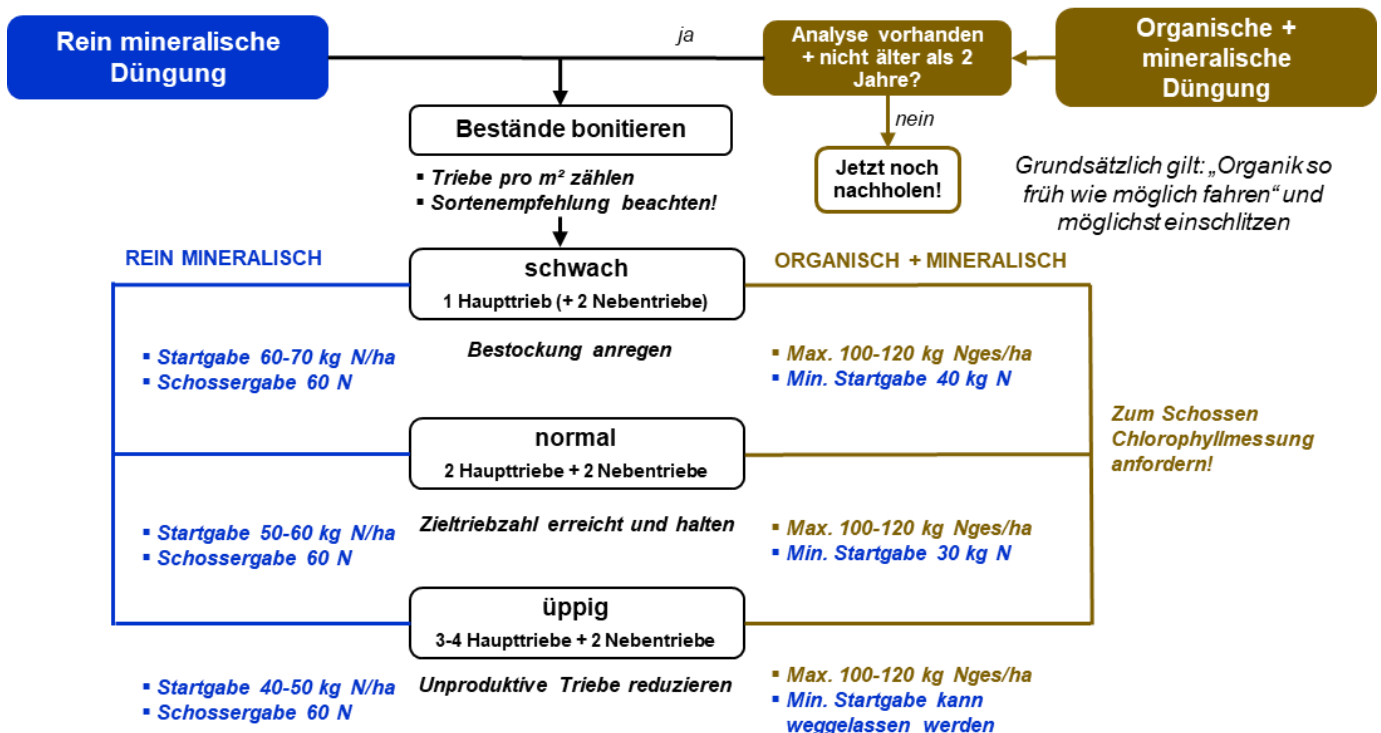 Rein mineralische
Düngung
ja
Analyse vorhanden
+ nicht älter als 2
Jahre?
Organische +
mineralische
Düngung
nein
Bestände bonitieren
▪ Triebe pro m² zählen
▪ Sortenempfehlung beachten!
Jetzt noch
nachholen!
Grundsätzlich gilt: „Organik so
früh wie möglich fahren“ und
möglichst einschlitzen
REIN MINERALISCH
schwach
1 Haupttrieb (+ 2 Nebentriebe)
ORGANISCH + MINERALISCH
▪ Startgabe 60-70 kg N/ha
▪ Schossergabe 60 N
Bestockung anregen
▪ Max. 100-120 kg Nges/ha
▪ Min. Startgabe 40 kg N
Zum Schossen
Chlorophyllmessung
anfordern!
normal
2 Haupttriebe + 2 Nebentriebe
▪ Startgabe 50-60 kg N/ha
▪ Schossergabe 60 N
Zieltriebzahl erreicht und halten
▪ Max. 100-120 kg Nges/ha
▪ Min. Startgabe 30 kg N
üppig
3-4 Haupttriebe + 2 Nebentriebe
▪ Startgabe 40-50 kg N/ha
▪ Schossergabe 60 N
Unproduktive Triebe reduzieren
▪ Max. 100-120 kg Nges/ha
▪ Min. Startgabe kann
weggelassen werden